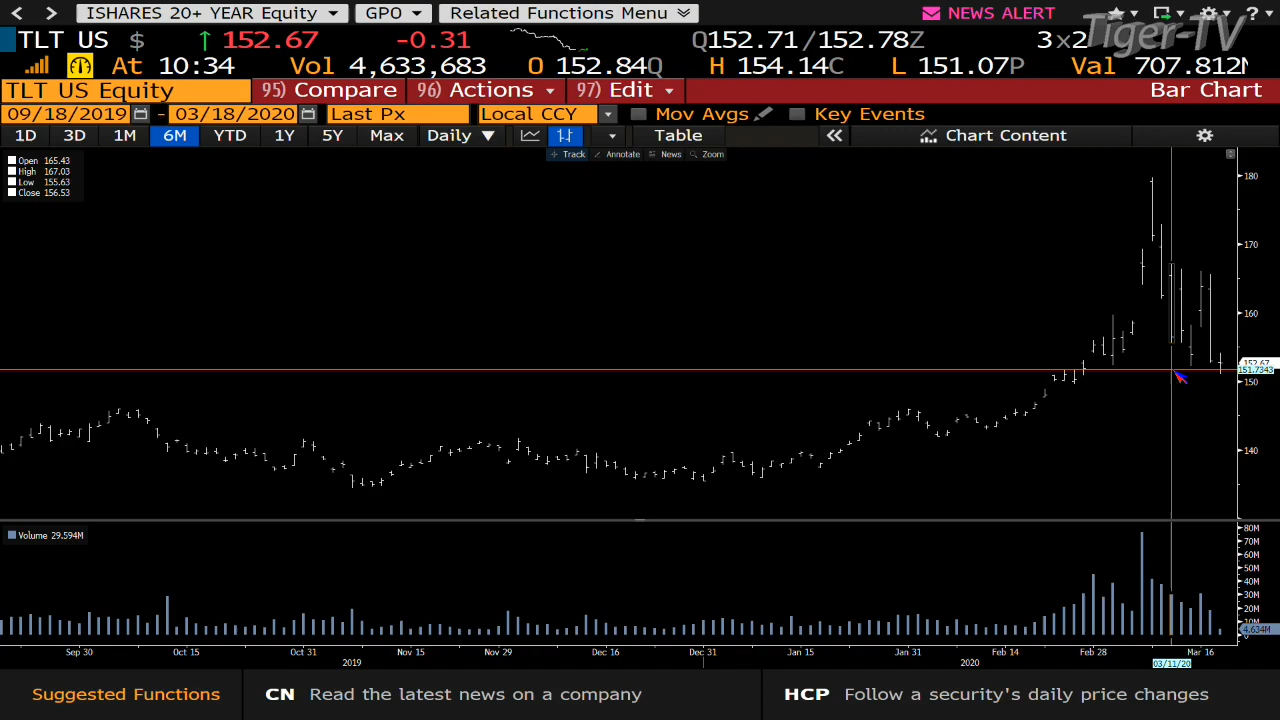 < > ISHARES 20+ YEAR Equity GPO Related Functions Menu NEWS ALERT ?
TLT US $ ↑ 152.67 -0.31 Q152.71/152.78Z 3x2 Tiger-TV
At 10:34 Vol 4,633,683 O 152.84Q H 154.14C L 151.07P Val 707.812M
TLT US Equity 95) Compare 96) Actions 97) Edit Bar Chart
09/18/2019 - 03/18/2020 Last Px Local CCY Mov Avgs Key Events
1D 3D 1M 6M YTD 1Y 5Y Max Daily ▼ Table « Chart Content
Track Annotate News Zoom
Open 165.43
High 167.03
Low 155.63
Close 156.53
180
170
160
152.67
151.7343
150
140
Volume 29.594M
80M
70M
60M
50M
40M
30M
20M
10M
4.634M
0
Sep 30 Oct 15 Oct 31 Nov 15 Nov 29 Dec 16 Dec 31 Jan 15 Jan 31 Feb 14 Feb 28 Mar 16
2019 2020 03/11/20
Suggested Functions CN Read the latest news on a company HCP Follow a security's daily price changes